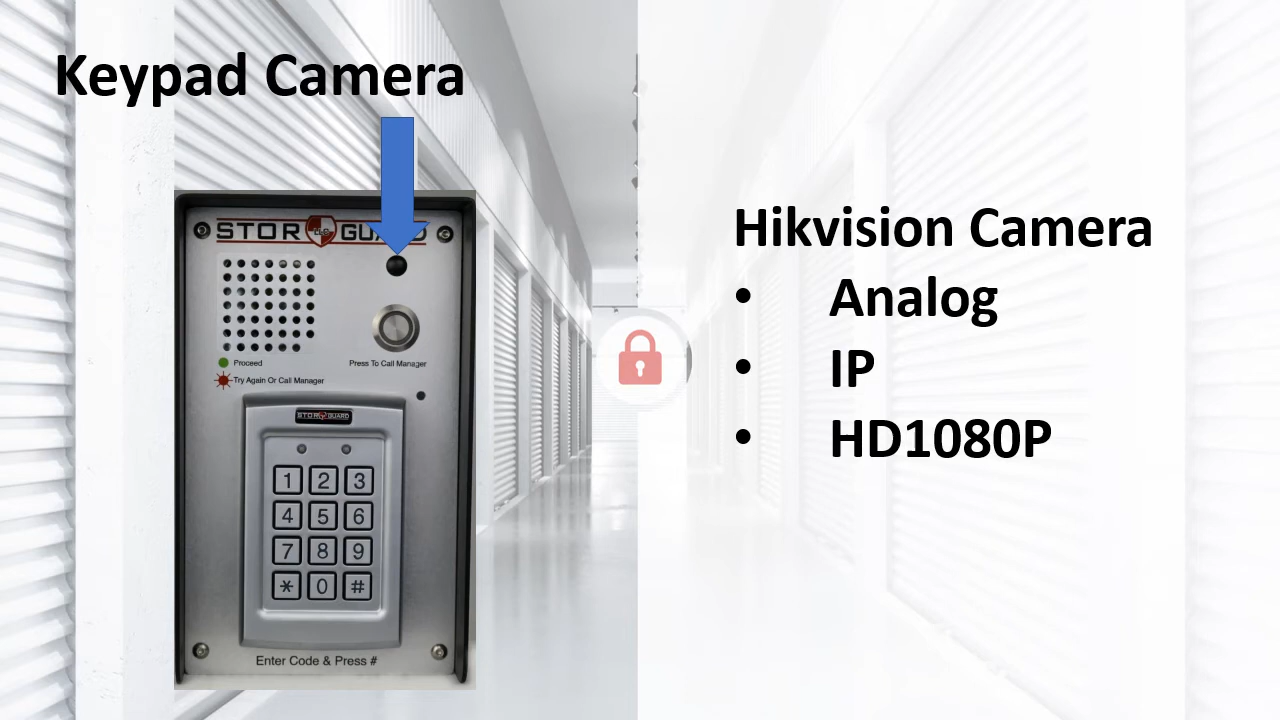 Keypad Camera
STOR GUARD
Proceed
Press To Call Manager
Try Again Or Call Manager
STOR GUARD
1 2 3
4 5 6
7 8 9
* 0 #
Enter Code & Press #
Hikvision Camera
• Analog
• IP
• HD1080P